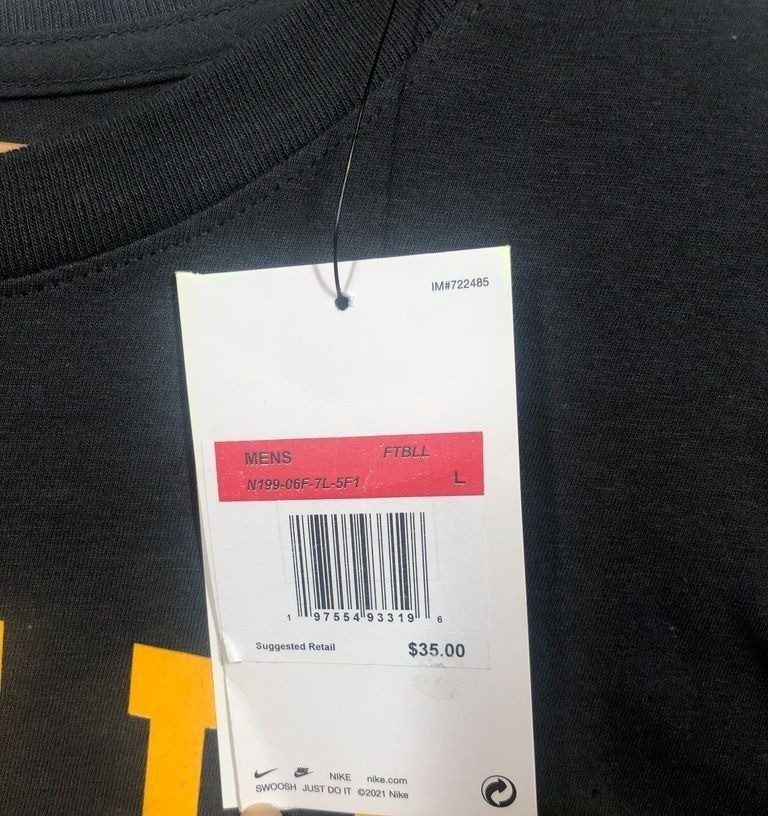 IM#722485
MENS FTBLL
N199-06F-7L-5F1 L
1 97554 93319 6
Suggested Retail $35.00
NIKE nike.com
SWOOSH JUST DO IT ©2021 Nike